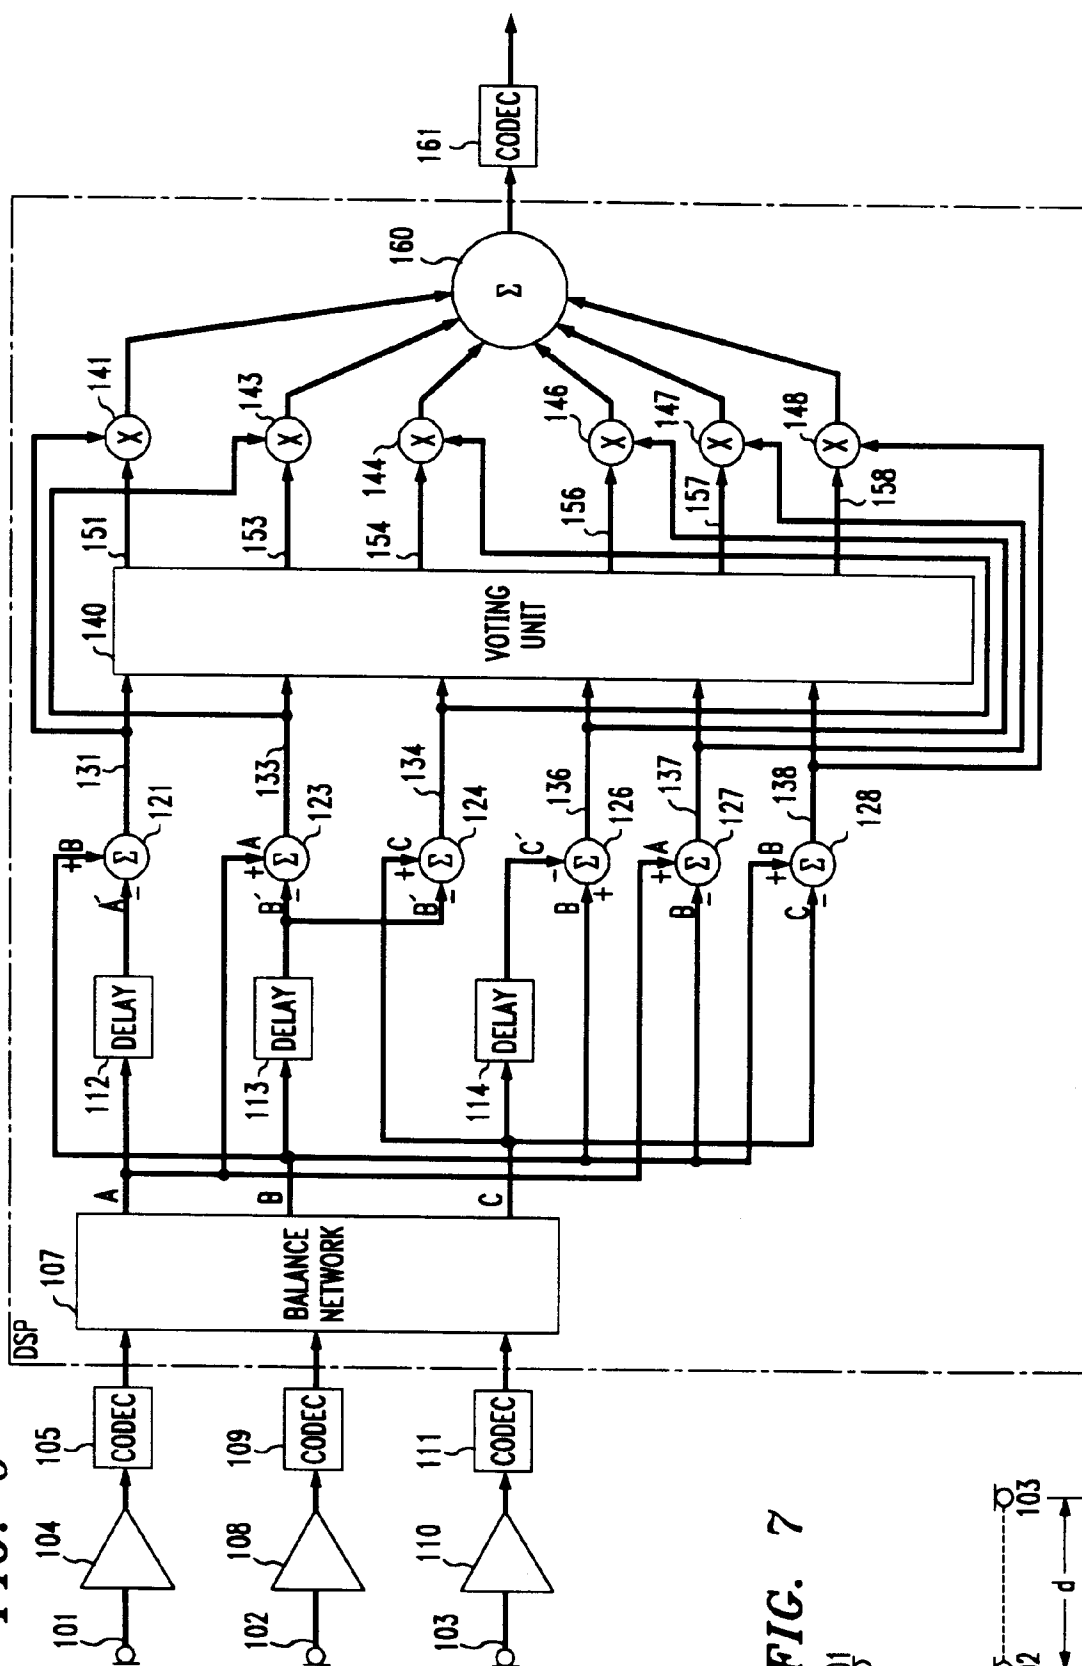 DSP
101
104
105
CODEC
102
108
109
CODEC
103
110
111
CODEC
107
BALANCE
NETWORK
A
B
C
112
DELAY
113
DELAY
114
DELAY
A´
-
+B
Σ
121
131
B´
-
+A
Σ
123
133
B´
-
+C
Σ
124
134
B
+
-
C´
Σ
126
136
B
-
+A
Σ
127
137
C
-
+B
Σ
128
138
140
VOTING
UNIT
151
153
154
156
157
158
X
141
X
143
X
144
X
146
X
147
X
148
Σ
160
161
CODEC
FIG. 7
103
d